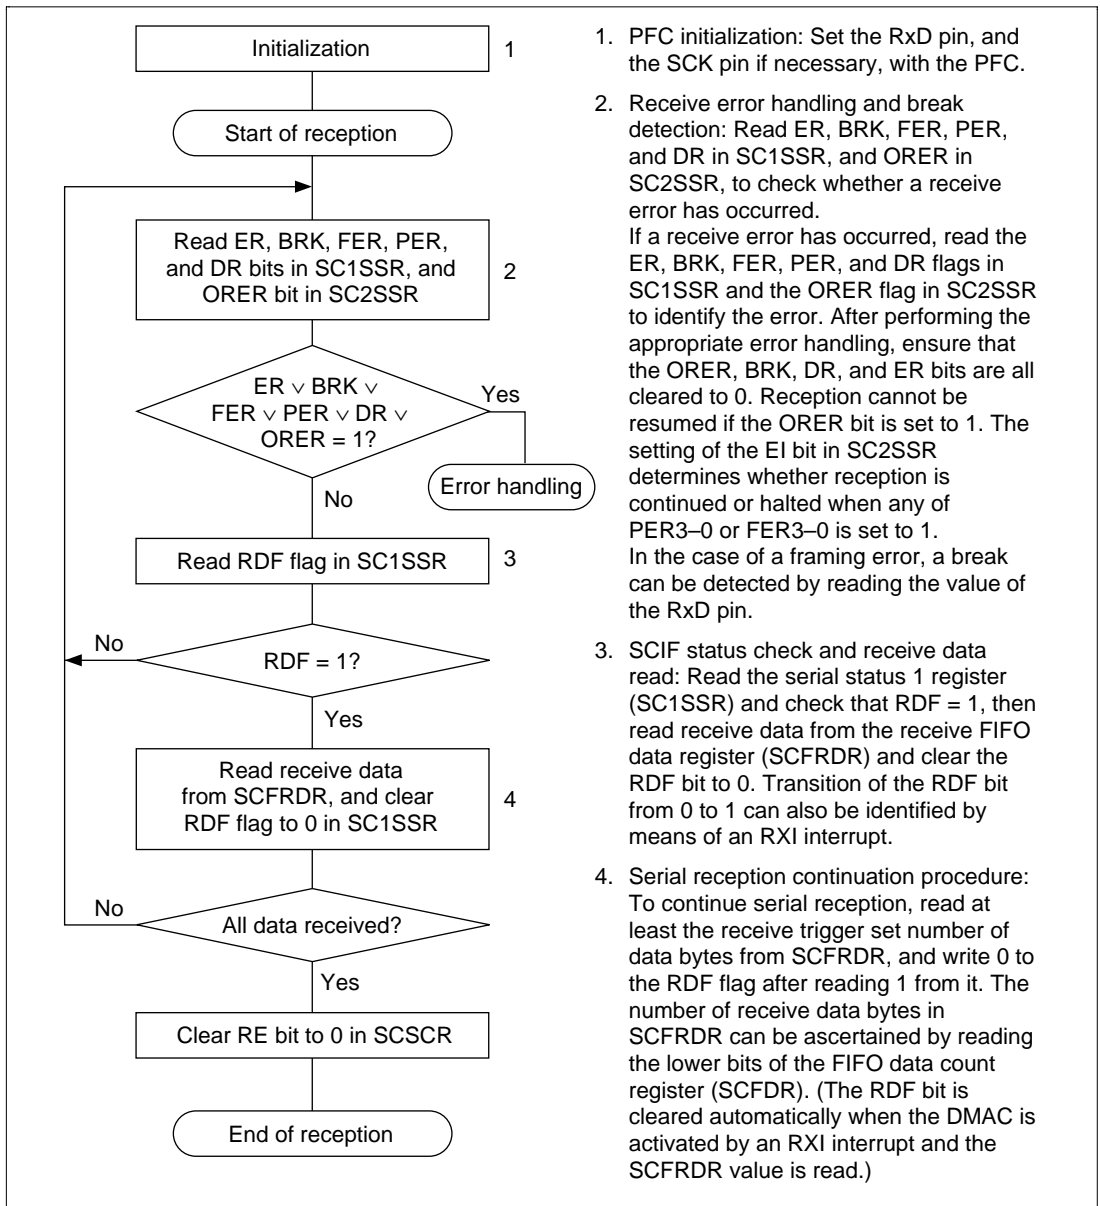 Initialization
1
Start of reception
Read ER, BRK, FER, PER,
and DR bits in SC1SSR, and
ORER bit in SC2SSR
2
ER ∨ BRK ∨
FER ∨ PER ∨ DR ∨
ORER = 1?
Yes
Error handling
No
Read RDF flag in SC1SSR
3
No
RDF = 1?
Yes
Read receive data
from SCFRDR, and clear
RDF flag to 0 in SC1SSR
4
No
All data received?
Yes
Clear RE bit to 0 in SCSCR
End of reception
1. PFC initialization: Set the RxD pin, and
the SCK pin if necessary, with the PFC.
2. Receive error handling and break
detection: Read ER, BRK, FER, PER,
and DR in SC1SSR, and ORER in
SC2SSR, to check whether a receive
error has occurred.
If a receive error has occurred, read the
ER, BRK, FER, PER, and DR flags in
SC1SSR and the ORER flag in SC2SSR
to identify the error. After performing the
appropriate error handling, ensure that
the ORER, BRK, DR, and ER bits are all
cleared to 0. Reception cannot be
resumed if the ORER bit is set to 1. The
setting of the EI bit in SC2SSR
determines whether reception is
continued or halted when any of
PER3–0 or FER3–0 is set to 1.
In the case of a framing error, a break
can be detected by reading the value of
the RxD pin.
3. SCIF status check and receive data
read: Read the serial status 1 register
(SC1SSR) and check that RDF = 1, then
read receive data from the receive FIFO
data register (SCFRDR) and clear the
RDF bit to 0. Transition of the RDF bit
from 0 to 1 can also be identified by
means of an RXI interrupt.
4. Serial reception continuation procedure:
To continue serial reception, read at
least the receive trigger set number of
data bytes from SCFRDR, and write 0 to
the RDF flag after reading 1 from it. The
number of receive data bytes in
SCFRDR can be ascertained by reading
the lower bits of the FIFO data count
register (SCFDR). (The RDF bit is
cleared automatically when the DMAC is
activated by an RXI interrupt and the
SCFRDR value is read.)